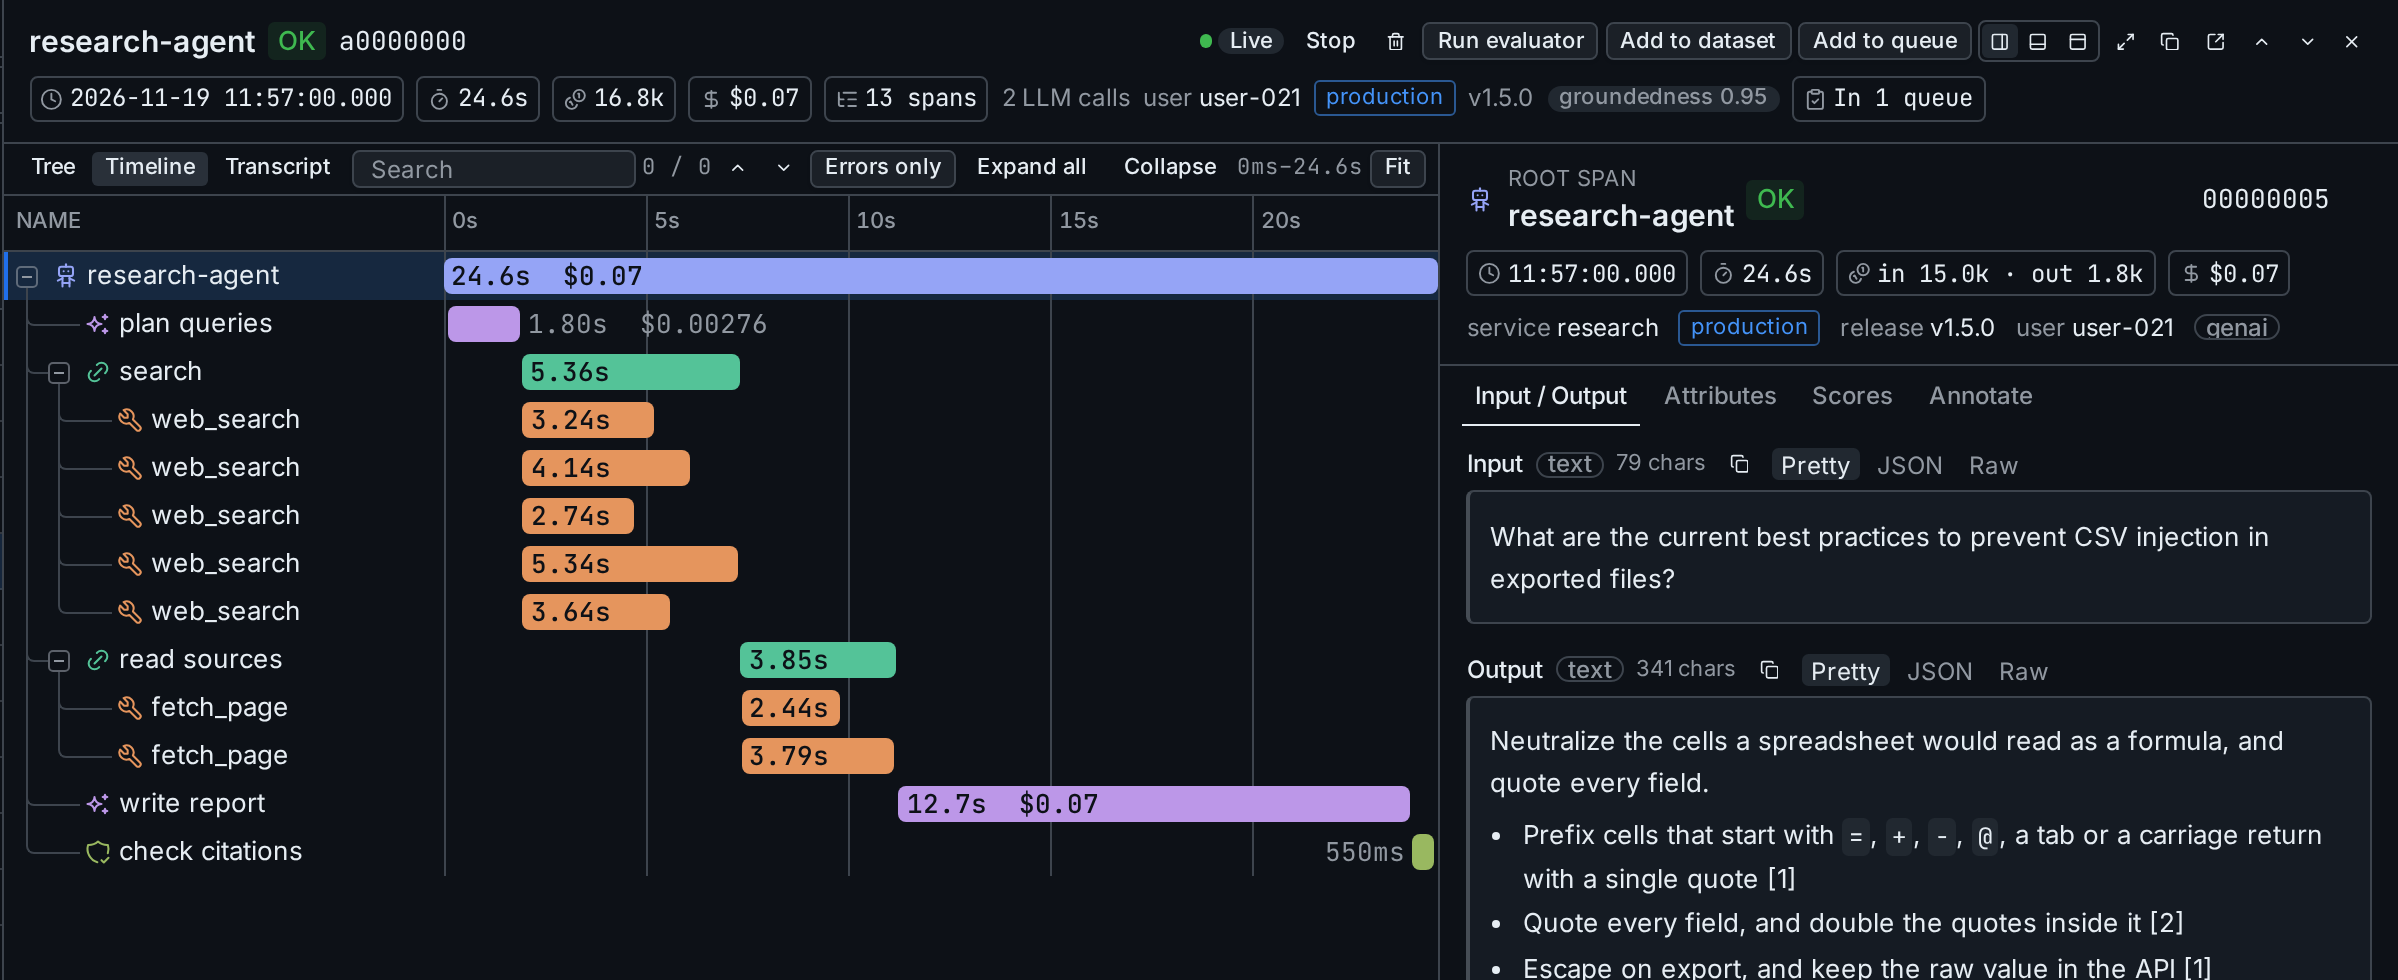 research-agent OK a0000000
Live Stop Run evaluator Add to dataset Add to queue
2026-11-19 11:57:00.000 24.6s 16.8k $0.07 13 spans 2 LLM calls user user-021 production v1.5.0 groundedness 0.95 In 1 queue
Tree Timeline Transcript Search 0 / 0 Errors only Expand all Collapse 0ms–24.6s Fit
NAME 0s 5s 10s 15s 20s
research-agent 24.6s $0.07
plan queries 1.80s $0.00276
search 5.36s
web_search 3.24s
web_search 4.14s
web_search 2.74s
web_search 5.34s
web_search 3.64s
read sources 3.85s
fetch_page 2.44s
fetch_page 3.79s
write report 12.7s $0.07
check citations 550ms
ROOT SPAN
research-agent OK 00000005
11:57:00.000 24.6s in 15.0k · out 1.8k $0.07
service research production release v1.5.0 user user-021 genai
Input / Output Attributes Scores Annotate
Input text 79 chars Pretty JSON Raw
What are the current best practices to prevent CSV injection in
exported files?
Output text 341 chars Pretty JSON Raw
Neutralize the cells a spreadsheet would read as a formula, and
quote every field.
• Prefix cells that start with =, +, -, @, a tab or a carriage return
with a single quote [1]
• Quote every field, and double the quotes inside it [2]
• Escape on export, and keep the raw value in the API [1]